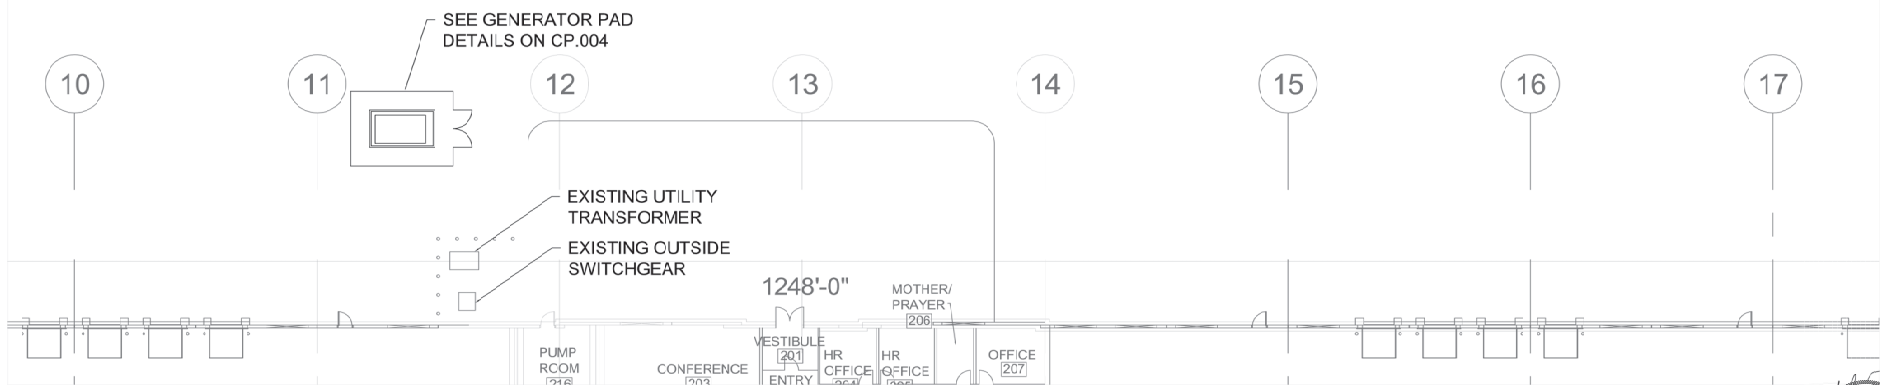 SEE GENERATOR PAD
DETAILS ON CP.004
10
11
12
13
14
15
16
17
EXISTING UTILITY
TRANSFORMER
EXISTING OUTSIDE
SWITCHGEAR
1248'-0"
MOTHER/
PRAYER
206
VESTIBULE
201
ENTRY
PUMP
ROOM
216
CONFERENCE
203
HR
OFFICE
HR
OFFICE
OFFICE
207